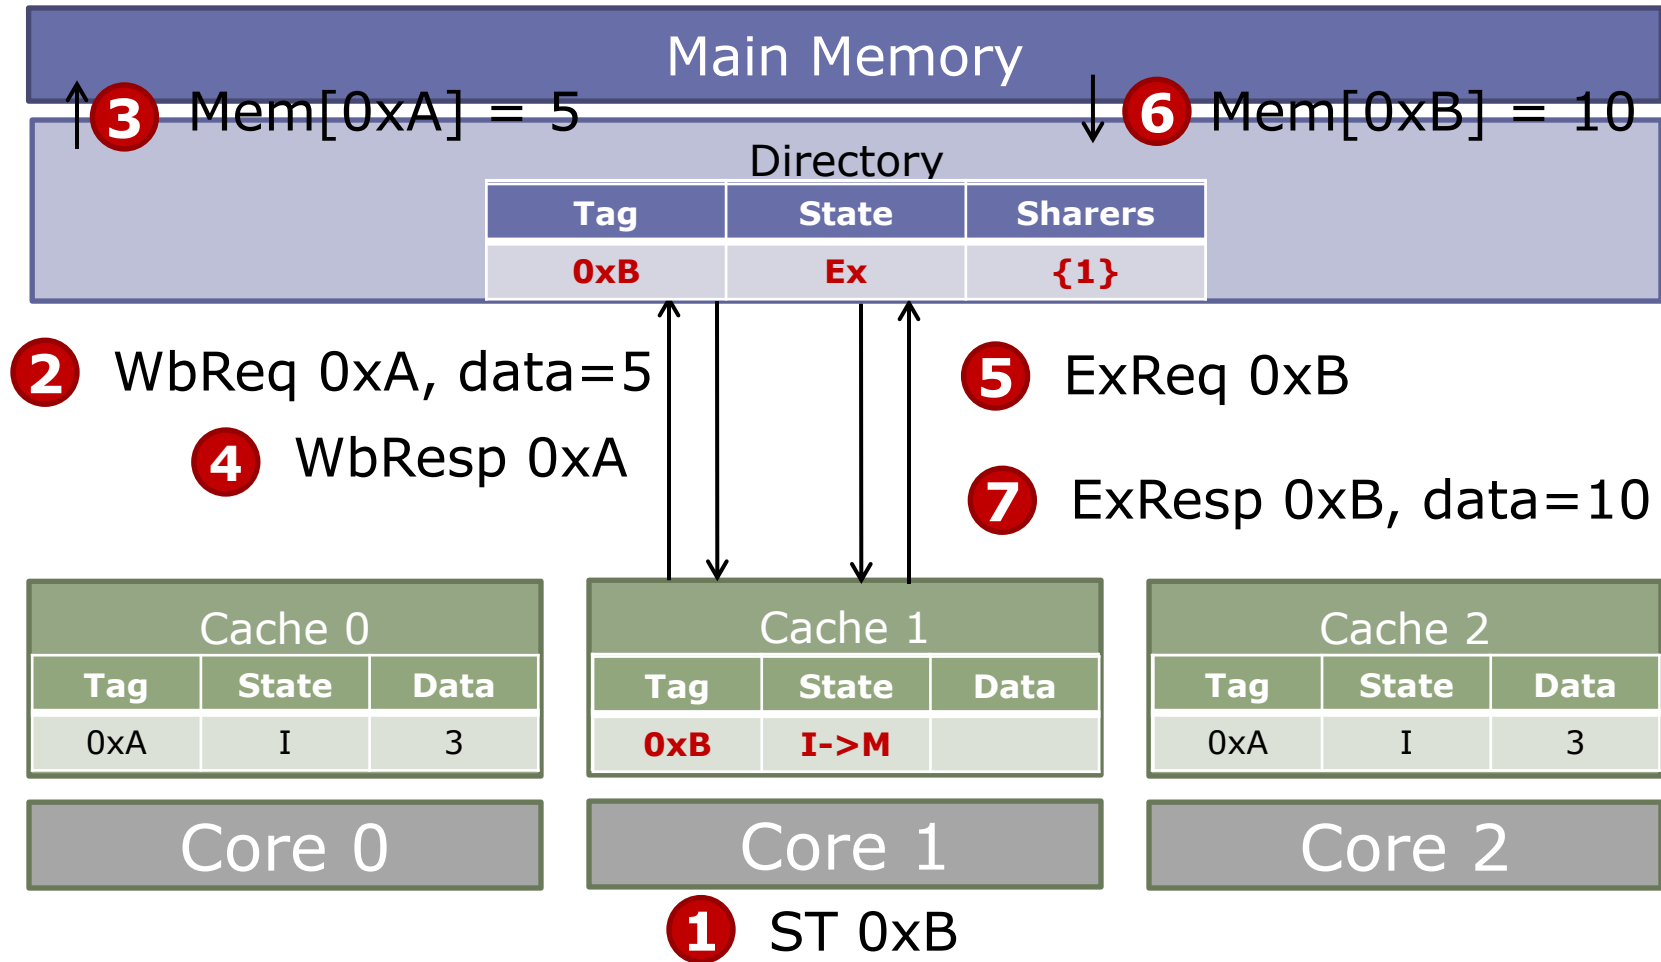 Main Memory
3 Mem[0xA] = 5
6 Mem[0xB] = 10
Directory
Tag State Sharers
0xB Ex {1}
2 WbReq 0xA, data=5
5 ExReq 0xB
4 WbResp 0xA
7 ExResp 0xB, data=10
Cache 0
Tag State Data
0xA I 3
Core 0
Cache 1
Tag State Data
0xB I->M
Core 1
Cache 2
Tag State Data
0xA I 3
Core 2
1 ST 0xB